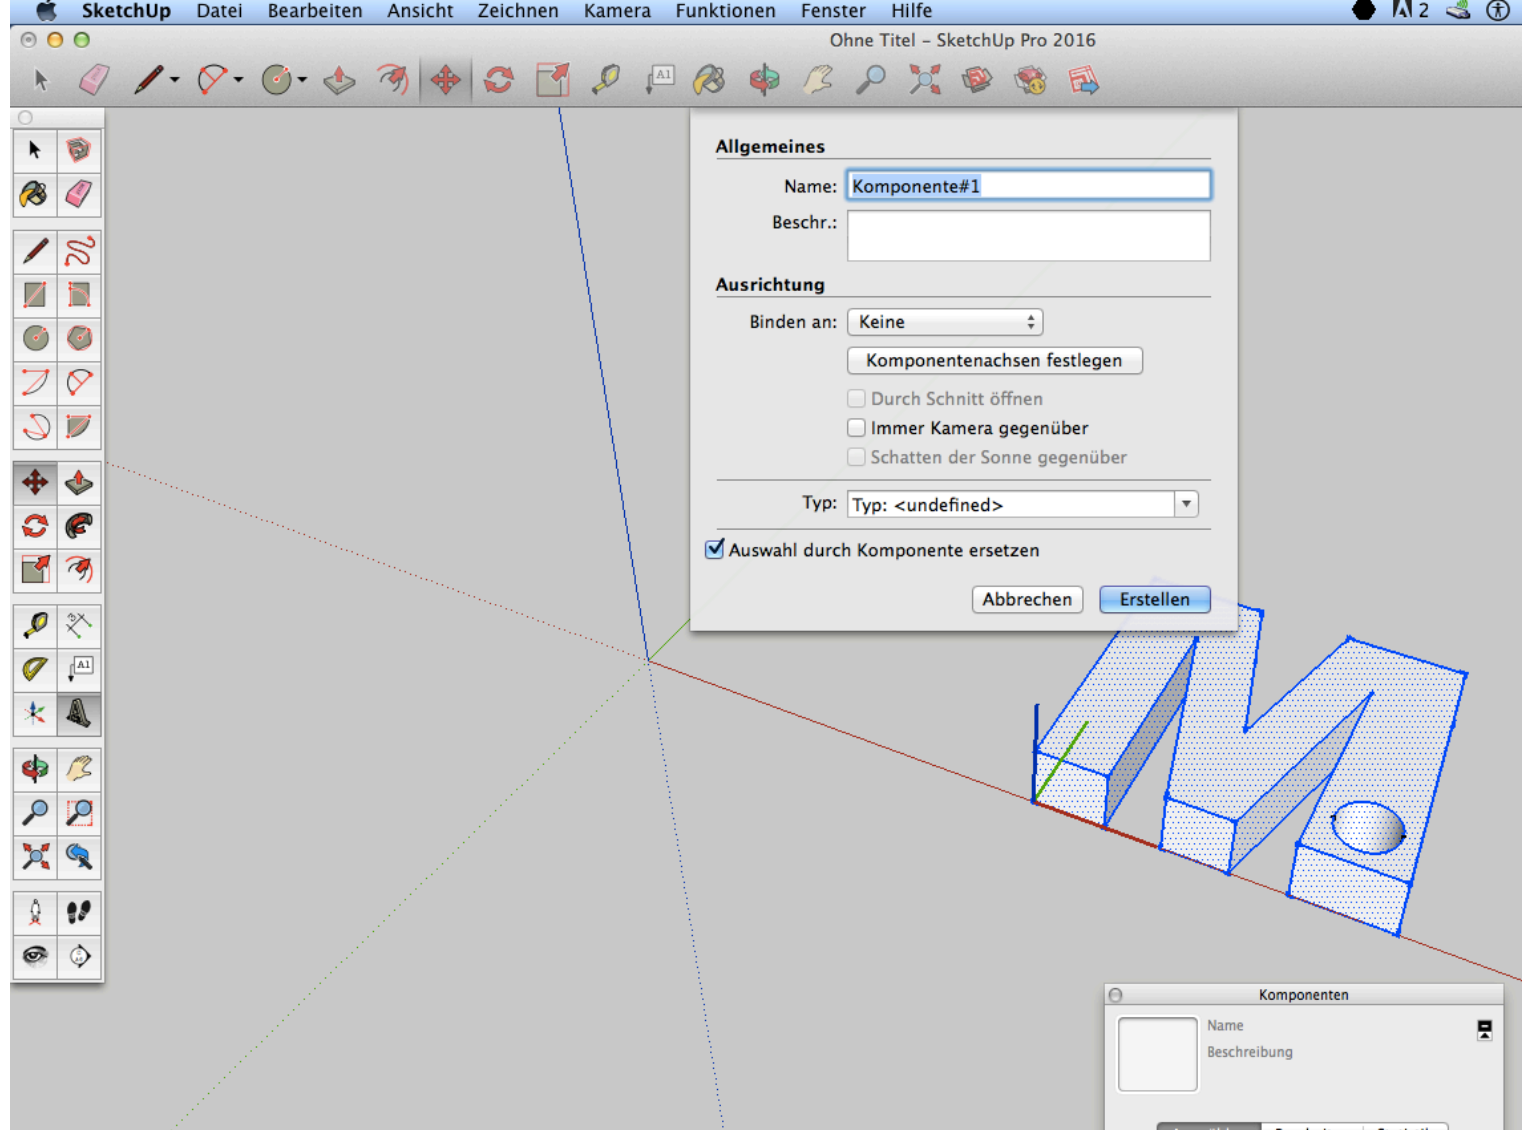 SketchUp Datei Bearbeiten Ansicht Zeichnen Kamera Funktionen Fenster Hilfe 2
Ohne Titel – SketchUp Pro 2016
A1
Allgemeines
Name: Komponente#1
Beschr.:
Ausrichtung
Binden an: Keine
Komponentenachsen festlegen
Durch Schnitt öffnen
Immer Kamera gegenüber
Schatten der Sonne gegenüber
Typ: Typ: <undefined>
Auswahl durch Komponente ersetzen
Abbrechen Erstellen
A1
Komponenten
Name
Beschreibung